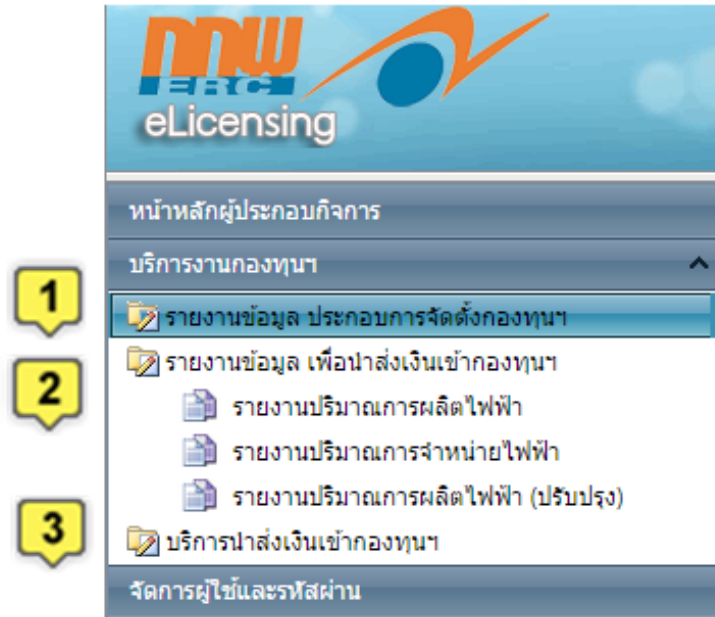 กกพ
ERC
eLicensing
หน้าหลักผู้ประกอบกิจการ
บริการงานกองทุนฯ
1
รายงานข้อมูล ประกอบการจัดตั้งกองทุนฯ
2
รายงานข้อมูล เพื่อนำส่งเงินเข้ากองทุนฯ
รายงานปริมาณการผลิตไฟฟ้า
รายงานปริมาณการจำหน่ายไฟฟ้า
รายงานปริมาณการผลิตไฟฟ้า (ปรับปรุง)
3
บริการนำส่งเงินเข้ากองทุนฯ
จัดการผู้ใช้และรหัสผ่าน